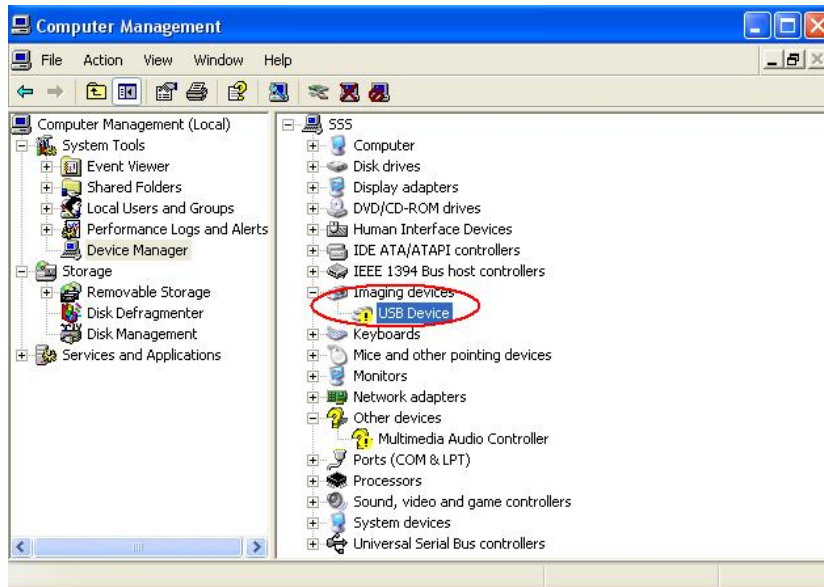 Computer Management
File Action View Window Help
Computer Management (Local)
System Tools
Event Viewer
Shared Folders
Local Users and Groups
Performance Logs and Alerts
Device Manager
Storage
Removable Storage
Disk Defragmenter
Disk Management
Services and Applications
SSS
Computer
Disk drives
Display adapters
DVD/CD-ROM drives
Human Interface Devices
IDE ATA/ATAPI controllers
IEEE 1394 Bus host controllers
Imaging devices
USB Device
Keyboards
Mice and other pointing devices
Monitors
Network adapters
Other devices
Multimedia Audio Controller
Ports (COM & LPT)
Processors
Sound, video and game controllers
System devices
Universal Serial Bus controllers